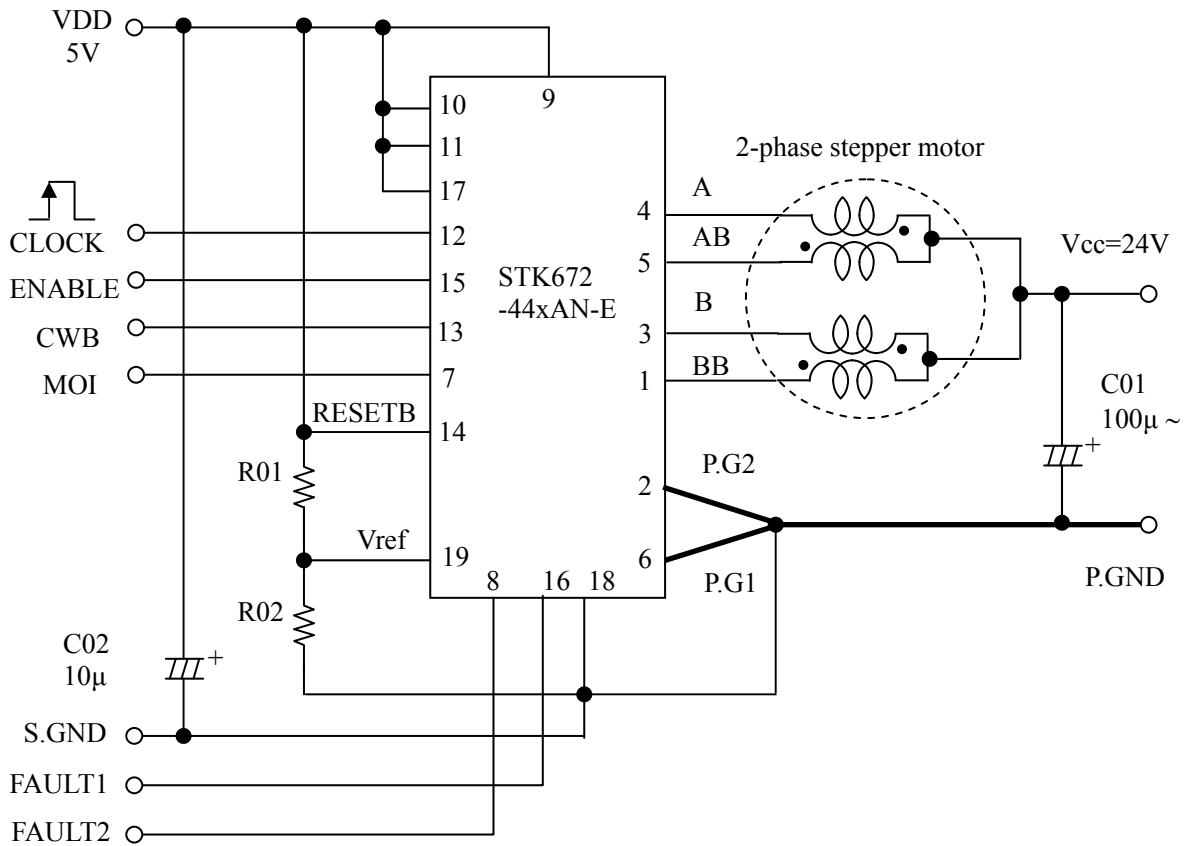 VDD
5V
9
10
11
17
2-phase stepper motor
A
4
CLOCK
12
AB
5
Vcc=24V
ENABLE
15
STK672
-44xAN-E
B
3
CWB
13
BB
1
MOI
7
C01
100μ ~
+
RESETB
14
R01
P.G2
2
Vref
19
6
P.G1
P.GND
8
16
18
R02
C02
10μ
+
S.GND
FAULT1
FAULT2